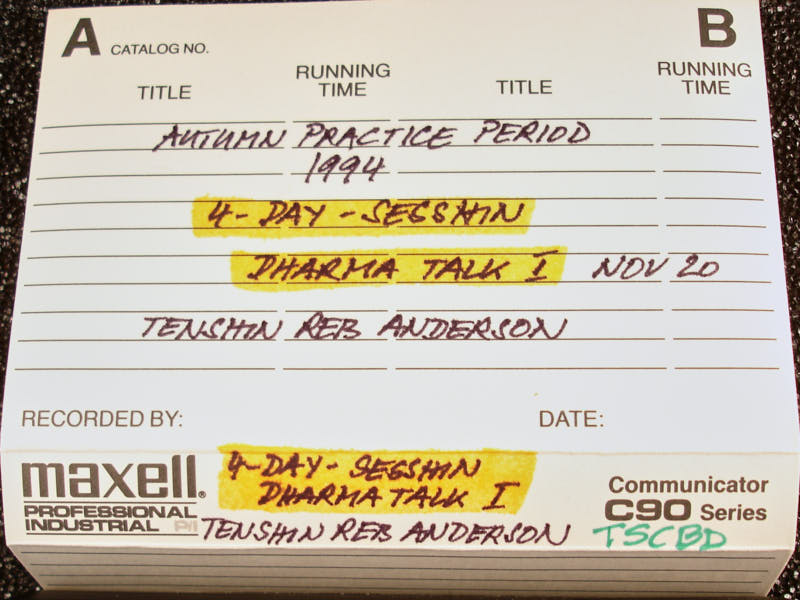 A CATALOG NO. B
TITLE RUNNING TIME TITLE RUNNING TIME
AUTUMN PRACTICE PERIOD
1994
4-DAY-SEGSHIN
DHARMA TALK I NOV 20
TENSHIN REB ANDERSON
RECORDED BY: DATE:
maxell®
PROFESSIONAL
INDUSTRIAL P/I
4-DAY-SEGSHIN
DHARMA TALK I
TENSHIN REB ANDERSON
Communicator
C90 Series
TSCBD